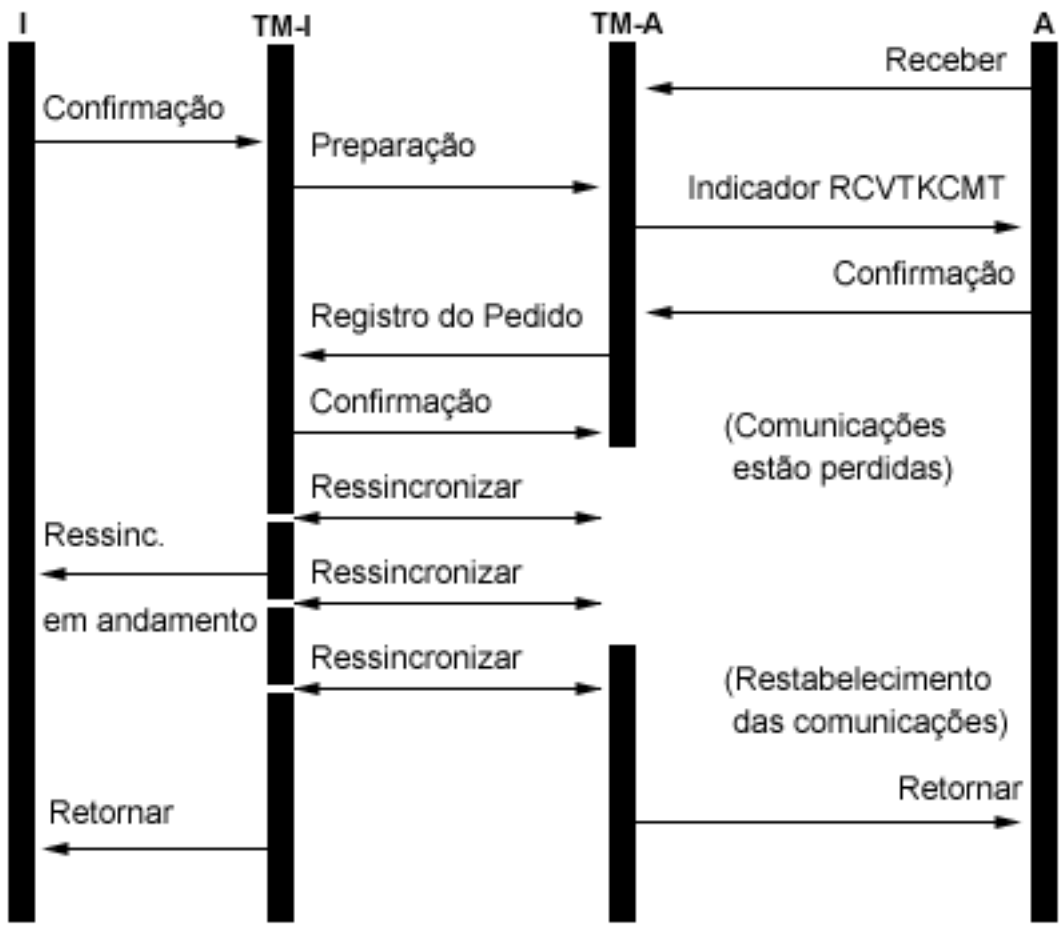 I
TM-I
TM-A
A
Receber
Confirmação
Preparação
Indicador RCVTKCMT
Confirmação
Registro do Pedido
Confirmação
(Comunicações
estão perdidas)
Ressincronizar
Ressinc.
Ressincronizar
em andamento
Ressincronizar
(Restabelecimento
das comunicações)
Retornar
Retornar